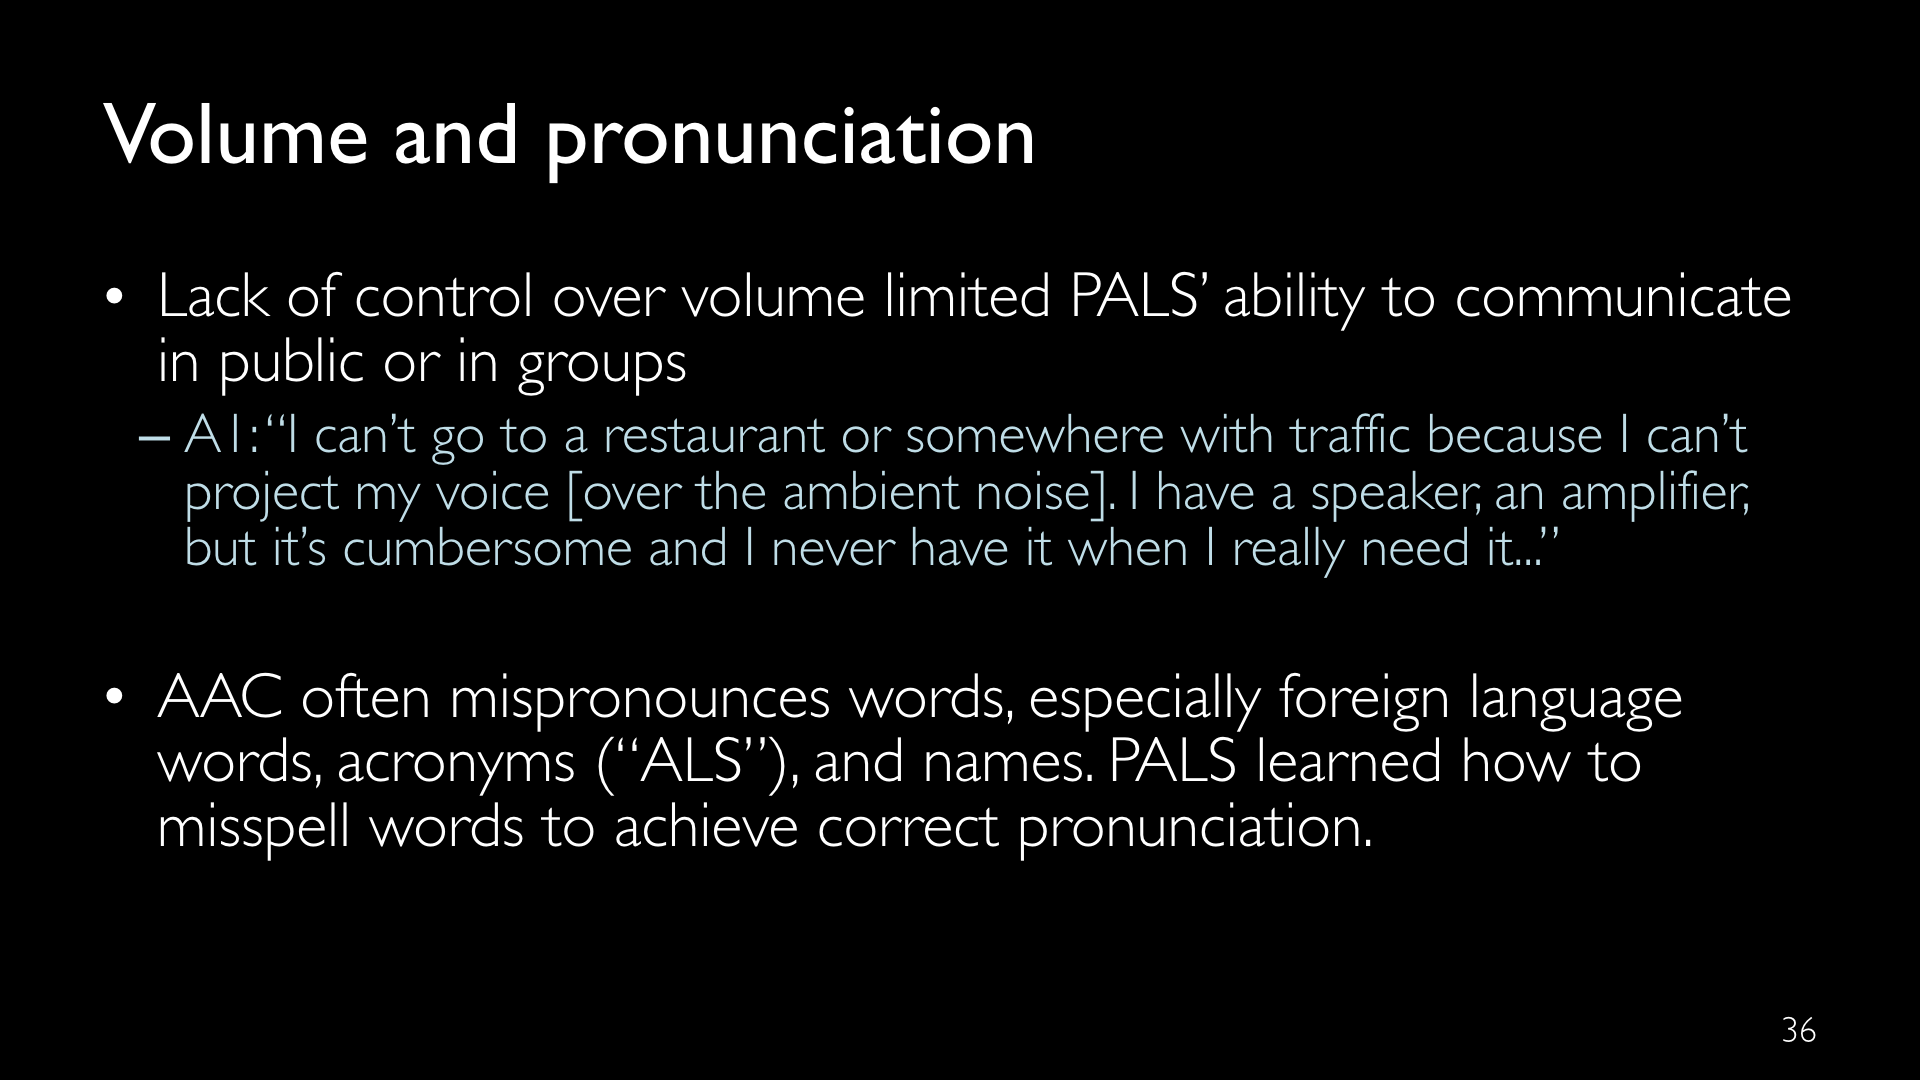 Volume and pronunciation
• Lack of control over volume limited PALS’ ability to communicate
in public or in groups
– A1: “I can’t go to a restaurant or somewhere with traffic because I can’t
project my voice [over the ambient noise]. I have a speaker, an amplifier,
but it’s cumbersome and I never have it when I really need it...”
• AAC often mispronounces words, especially foreign language
words, acronyms (“ALS”), and names. PALS learned how to
misspell words to achieve correct pronunciation.
36